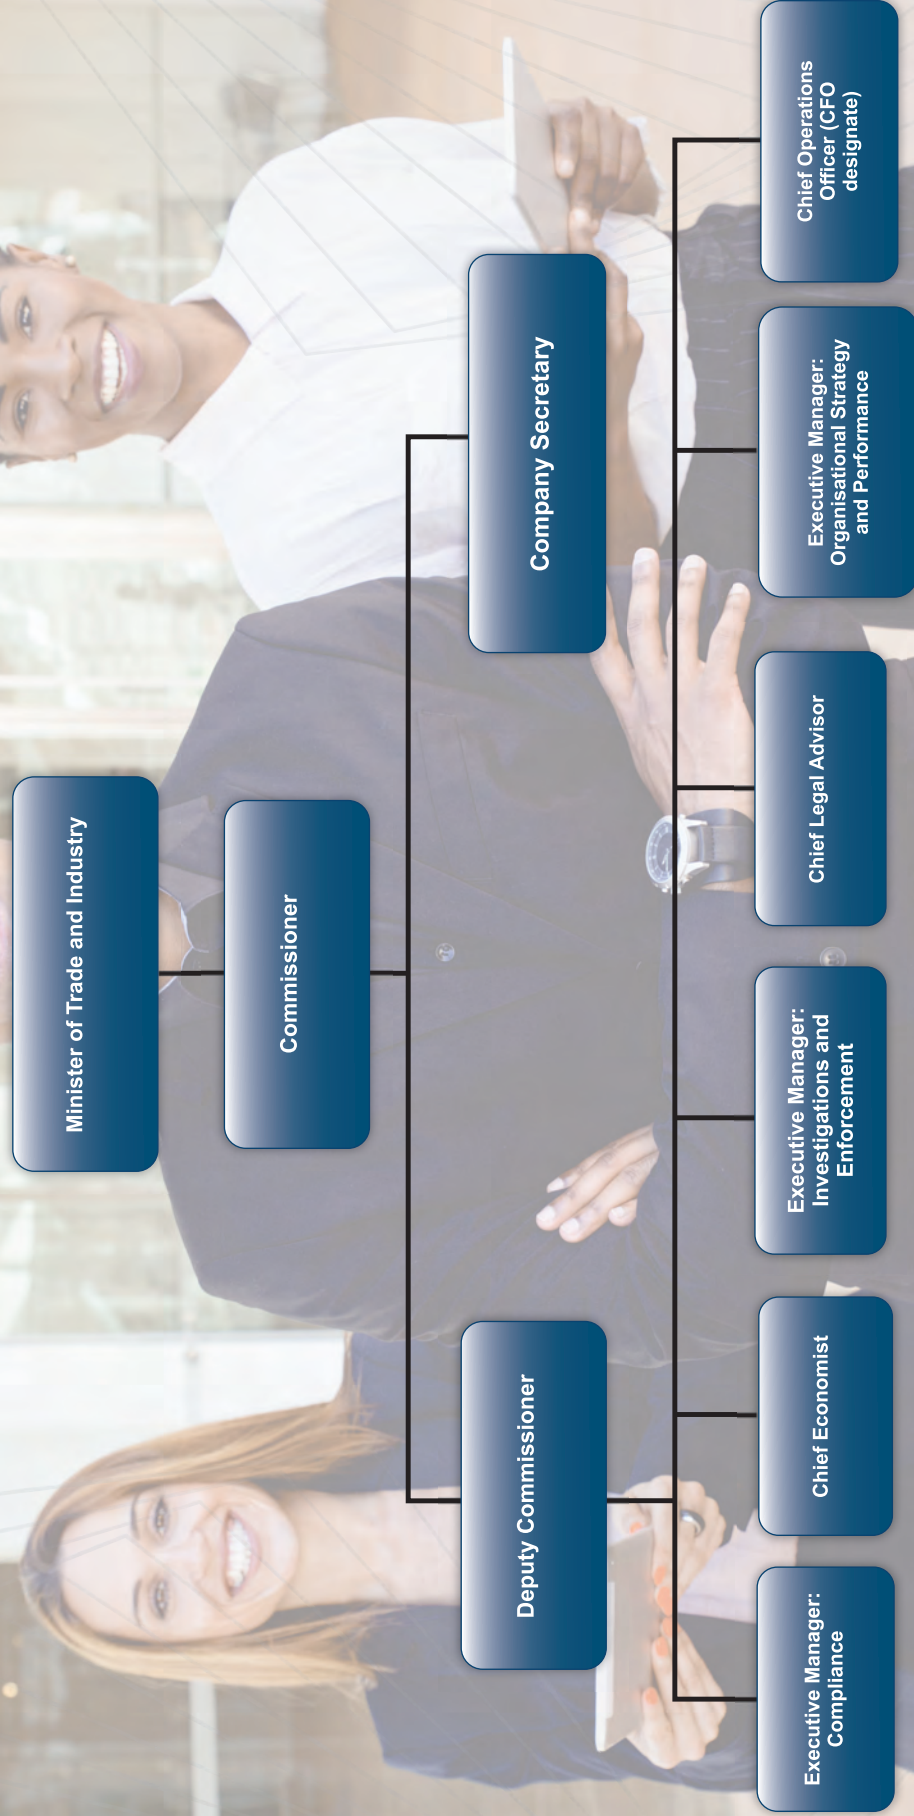 Minister of Trade and Industry
Commissioner
Deputy Commissioner
Company Secretary
Executive Manager:
Compliance
Chief Economist
Executive Manager:
Investigations and
Enforcement
Chief Legal Advisor
Executive Manager:
Organisational Strategy
and Performance
Chief Operations
Officer (CFO
designate)